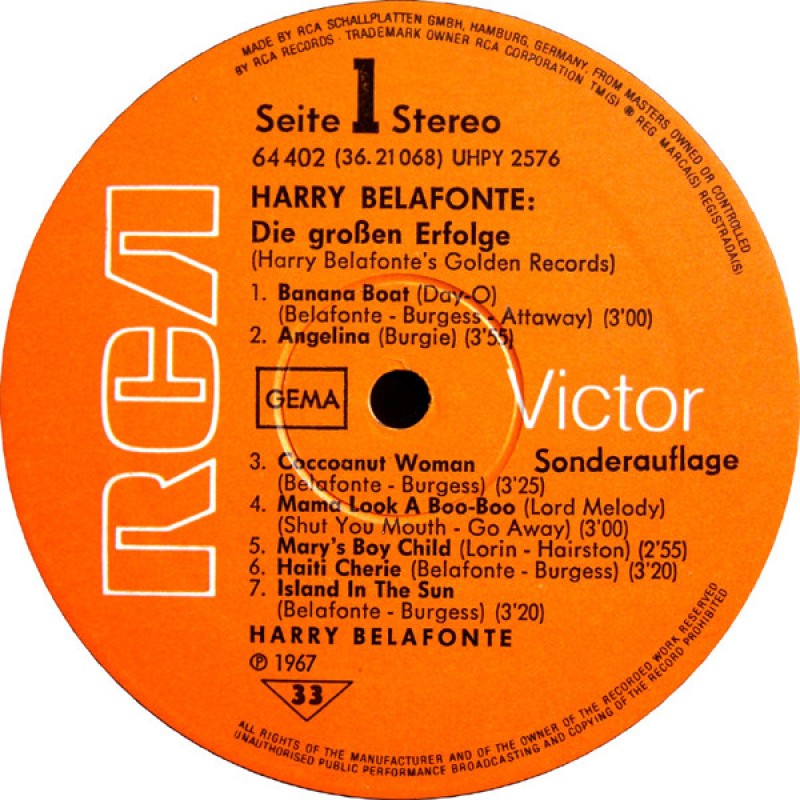 MADE BY RCA SCHALLPLATTEN GMBH, HAMBURG, GERMANY, FROM MASTERS OWNED OR CONTROLLED
BY RCA RECORDS · TRADEMARK OWNER RCA CORPORATION TM(S) ® REG. MARCA(S) REGISTRADA(S)
Seite 1 Stereo
64 402 (36.21 068) UHPY 2576
HARRY BELAFONTE:
Die großen Erfolge
(Harry Belafonte's Golden Records)
1. Banana Boat (Day-O)
(Belafonte - Burgess - Attaway) (3'00)
2. Angelina (Burgie) (3'55)
RCA
GEMA
Victor
Sonderauflage
3. Coccoanut Woman
(Belafonte - Burgess) (3'25)
4. Mama Look A Boo-Boo (Lord Melody)
(Shut You Mouth - Go Away) (3'00)
5. Mary's Boy Child (Lorin - Hairston) (2'55)
6. Haiti Cherie (Belafonte - Burgess) (3'20)
7. Island In The Sun
(Belafonte - Burgess) (3'20)
HARRY BELAFONTE
℗ 1967
33
ALL RIGHTS OF THE MANUFACTURER AND OF THE OWNER OF THE RECORDED WORK RESERVED
UNAUTHORISED PUBLIC PERFORMANCE BROADCASTING AND COPYING OF THE RECORD PROHIBITED